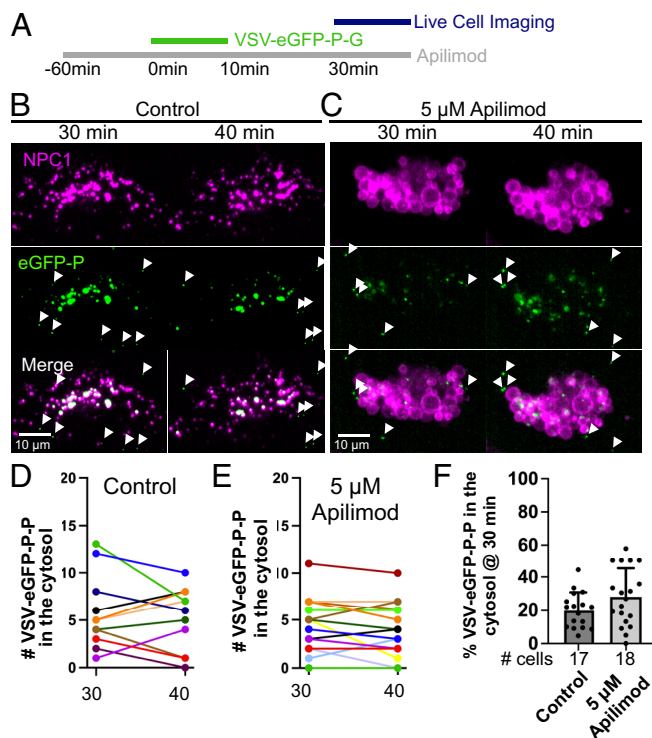 A
Live Cell Imaging
VSV-eGFP-P-G
Apilimod
-60min 0min 10min 30min
B Control
30 min 40 min
NPC1
eGFP-P
Merge
10 µm
C 5 µM Apilimod
30 min 40 min
10 µm
D Control
# VSV-eGFP-P-P
in the cytosol
20
15
10
5
0
30 40
E 5 µM
Apilimod
# VSV-eGFP-P-P
in the cytosol
20
15
10
5
0
30 40
F
% VSV-eGFP-P-P in the
cytosol @ 30 min
100
80
60
40
20
0
# cells 17 18
Control
5 µM
Apilimod